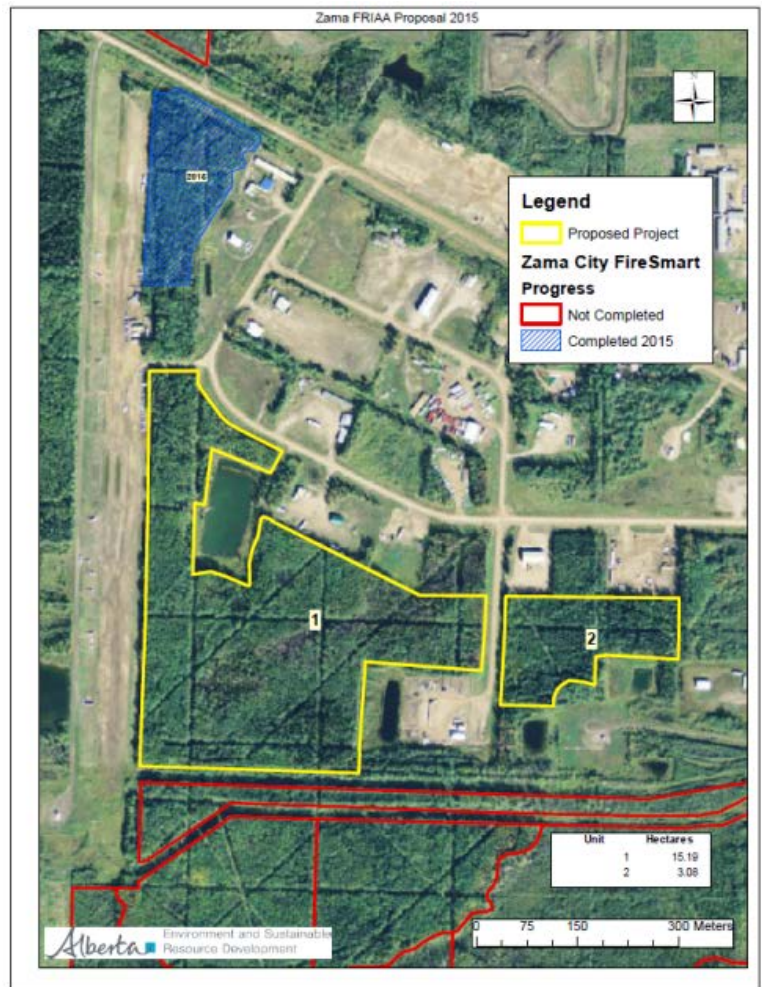 Zama FRIAA Proposal 2015
N
2015
Legend
Proposed Project
Zama City FireSmart
Progress
Not Completed
Completed 2015
1
2
Unit Hectares
1 15.19
2 3.08
0 75 150 300 Meters
Alberta
Environment and Sustainable
Resource Development